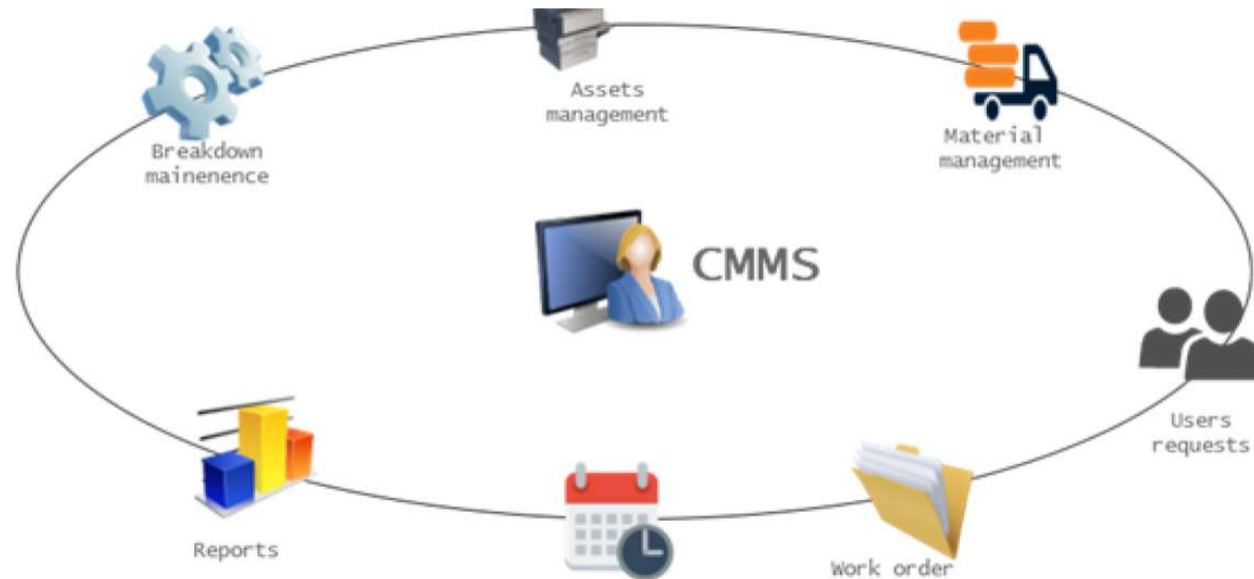 Assets
management
Material
management
Breakdown
mainenence
CMMS
Users
requests
Reports
Work order